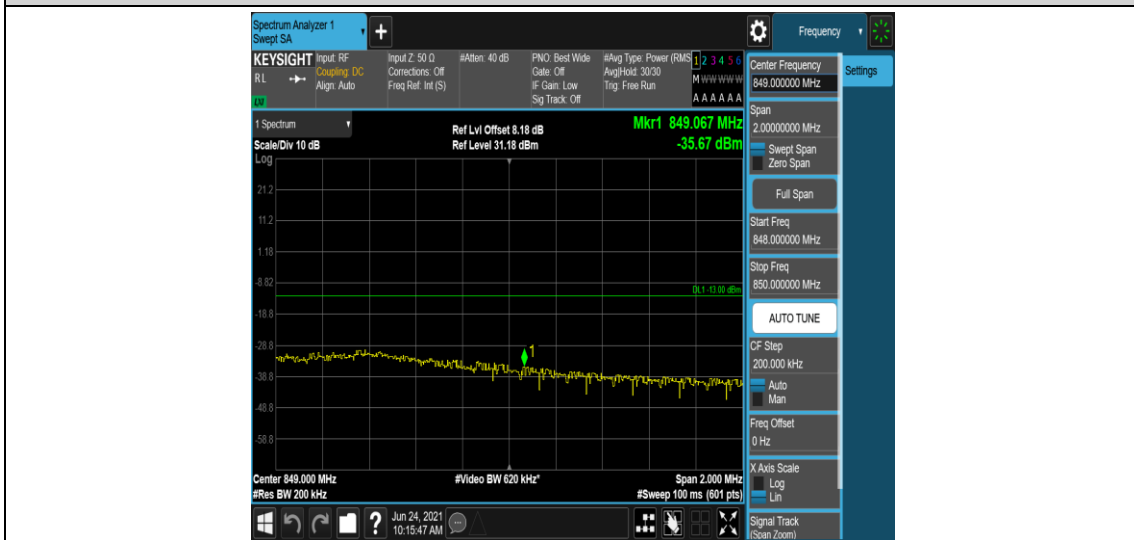 Spectrum Analyzer 1
Swept SA
+
Frequency
KEYSIGHT
RL
LXI
Input: RF
Coupling: DC
Align: Auto
Input Z: 50 Ω
Corrections: Off
Freq Ref: Int (S)
#Atten: 40 dB
PNO: Best Wide
Gate: Off
IF Gain: Low
Sig Track: Off
#Avg Type: Power (RMS
Avg|Hold: 30/30
Trig: Free Run
1 2 3 4 5 6
M W W W W W
A A A A A A
Center Frequency
849.000000 MHz
Settings
Span
2.00000000 MHz
Swept Span
Zero Span
Full Span
Start Freq
848.000000 MHz
Stop Freq
850.000000 MHz
AUTO TUNE
CF Step
200.000 kHz
Auto
Man
Freq Offset
0 Hz
X Axis Scale
Log
Lin
Signal Track
(Span Zoom)
1 Spectrum
Scale/Div 10 dB
Log
Ref Lvl Offset 8.18 dB
Ref Level 31.18 dBm
Mkr1 849.067 MHz
-35.67 dBm
21.2
11.2
1.18
-8.82
DL1 -13.00 dBm
-18.8
-28.8
1
-38.8
-48.8
-58.8
Center 849.000 MHz
#Res BW 200 kHz
#Video BW 620 kHz*
Span 2.000 MHz
#Sweep 100 ms (601 pts)
?
Jun 24, 2021
10:15:47 AM